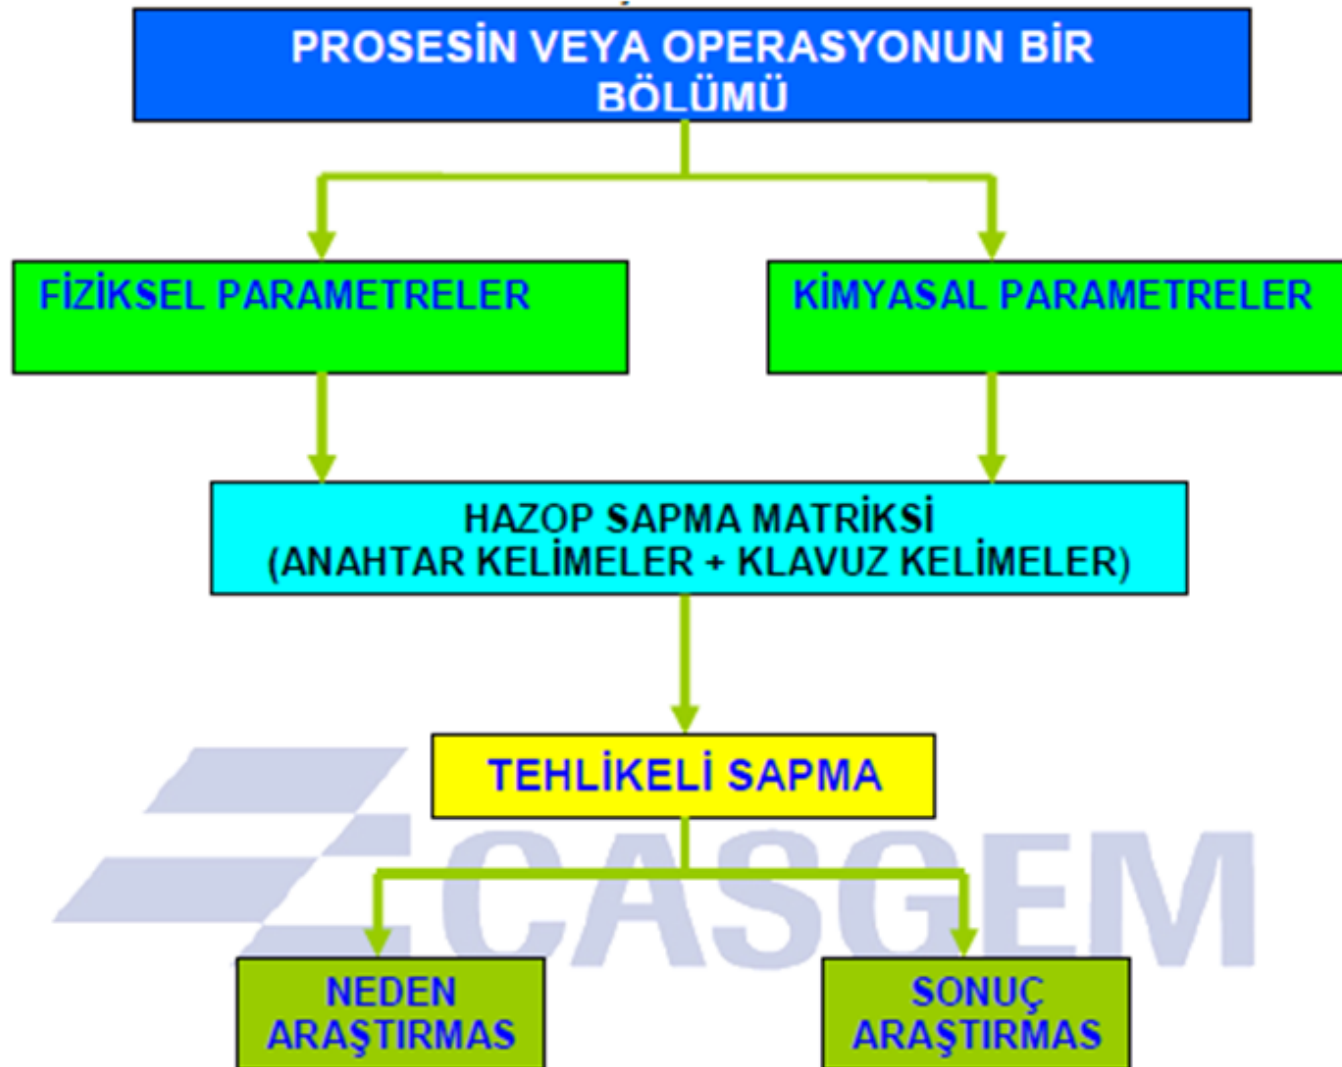 PROSESİN VEYA OPERASYONUN BİR
BÖLÜMÜ
FİZİKSEL PARAMETRELER
KİMYASAL PARAMETRELER
HAZOP SAPMA MATRİKSİ
(ANAHTAR KELİMELER + KLAVUZ KELİMELER)
TEHLİKELİ SAPMA
CASGEM
NEDEN
ARAŞTIRMAS
SONUÇ
ARAŞTIRMAS